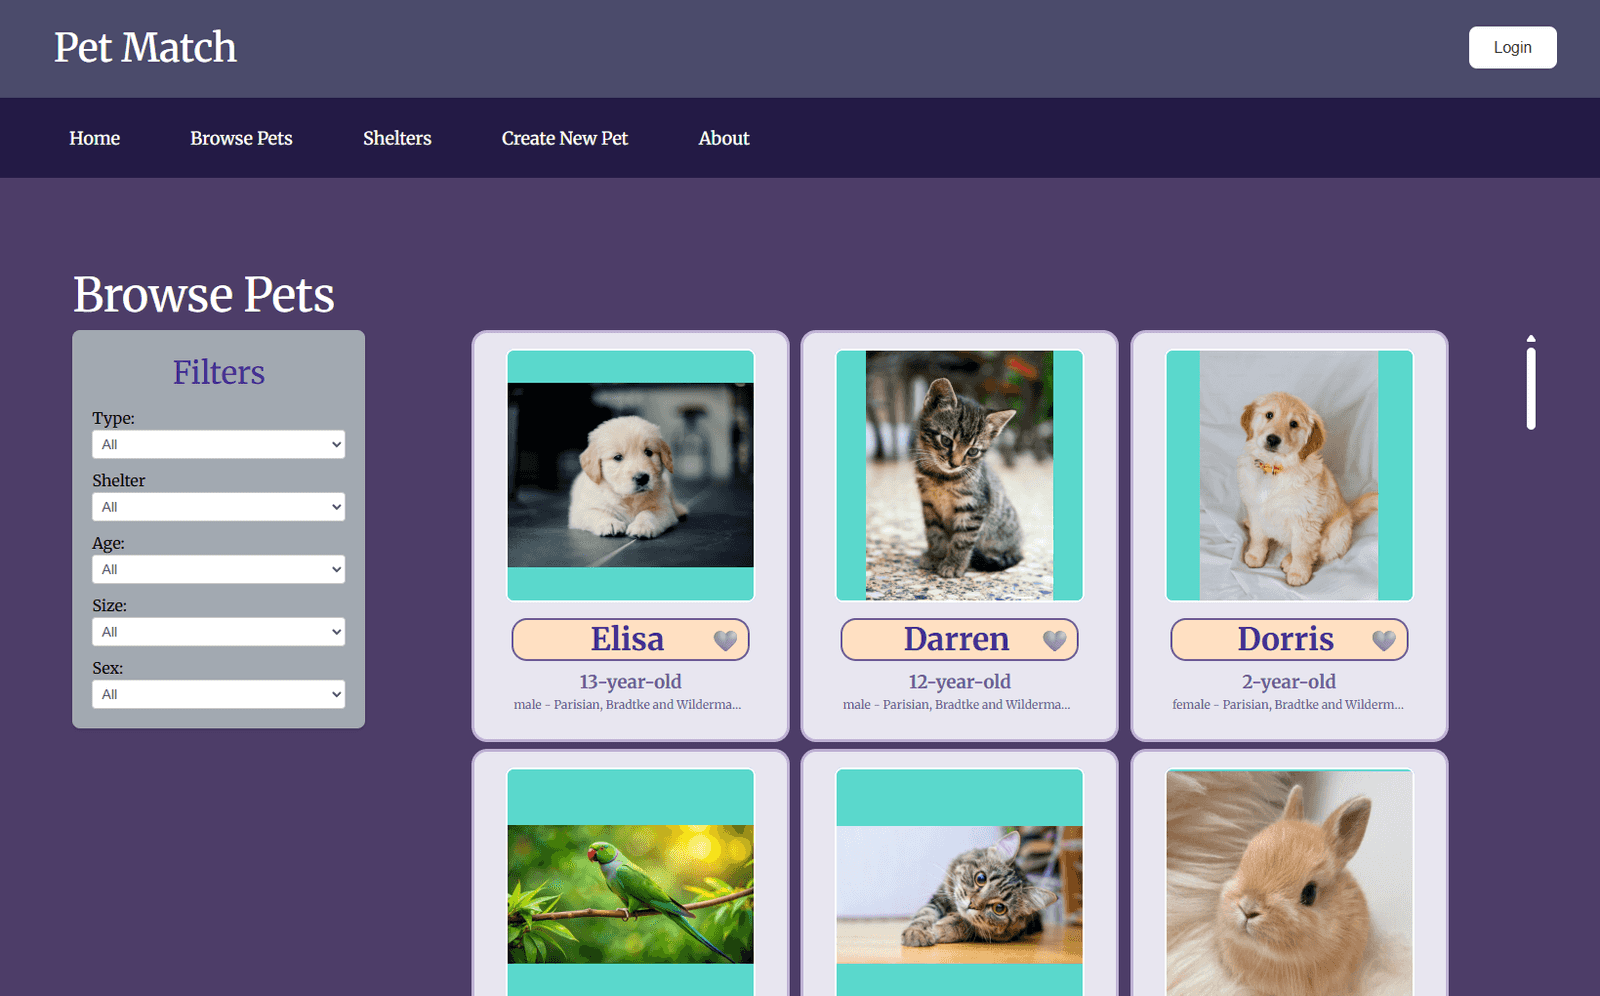 Pet Match
Login
Home
Browse Pets
Shelters
Create New Pet
About
Browse Pets
Filters
Type:
All
Shelter
All
Age:
All
Size:
All
Sex:
All
Elisa
13-year-old
male - Parisian, Bradtke and Wilderma...
Darren
12-year-old
male - Parisian, Bradtke and Wilderma...
Dorris
2-year-old
female - Parisian, Bradtke and Wilderm...